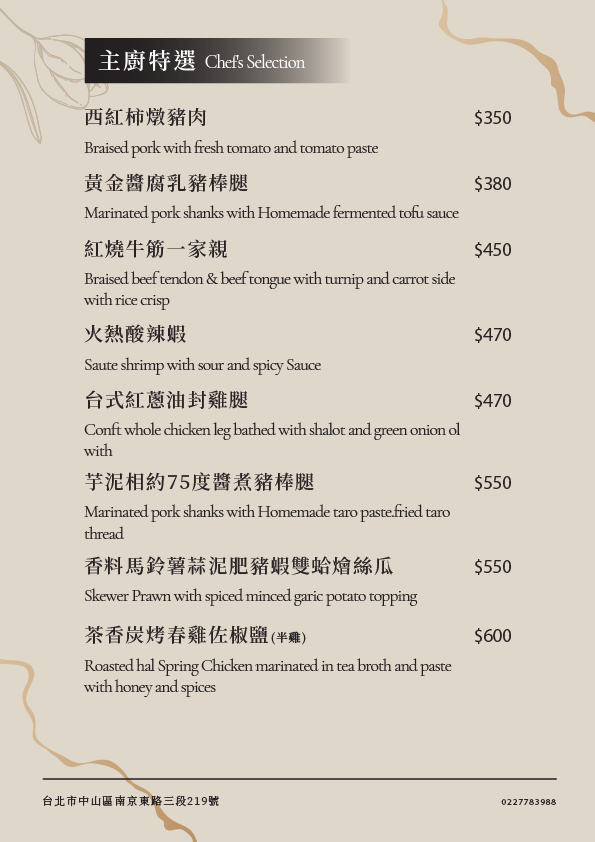 主廚特選 Chef's Selection
西紅柿燉豬肉 $350
Braised pork with fresh tomato and tomato paste
黃金醬腐乳豬棒腿 $380
Marinated pork shanks with Homemade fermented tofu sauce
紅燒牛筋一家親 $450
Braised beef tendon & beef tongue with turnip and carrot side
with rice crisp
火熱酸辣蝦 $470
Saute shrimp with sour and spicy Sauce
台式紅蔥油封雞腿 $470
Conft whole chicken leg bathed with shalot and green onion ol
with
芋泥相約75度醬煮豬棒腿 $550
Marinated pork shanks with Homemade taro paste.fried taro
thread
香料馬鈴薯蒜泥肥豬蝦雙蛤燴絲瓜 $550
Skewer Prawn with spiced minced garic potato topping
茶香炭烤春雞佐椒鹽(半雞) $600
Roasted hal Spring Chicken marinated in tea broth and paste
with honey and spices
台北市中山區南京東路三段219號 0227783988